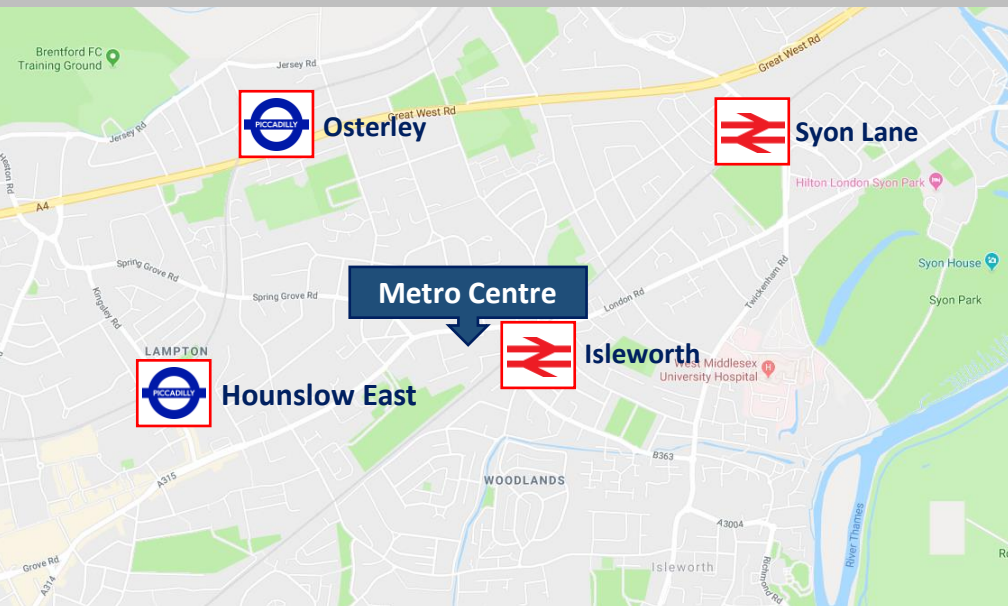 Brentford FC
Training Ground
Jersey Rd
Great West Rd
PICCADILLY
Osterley
Great West Rd
Syon Lane
Jersey Rd
Heston Rd
A4
Hilton London Syon Park
Spring Grove Rd
Kingsley Rd
Spring Grove Rd
Metro Centre
London Rd
Twickenham Rd
Syon House
Syon Park
LAMPTON
Isleworth
West Middlesex
University Hospital
H
PICCADILLY
Hounslow East
A315
B363
WOODLANDS
A3004
River Thames
Grove Rd
A314
Isleworth
Richmond Rd